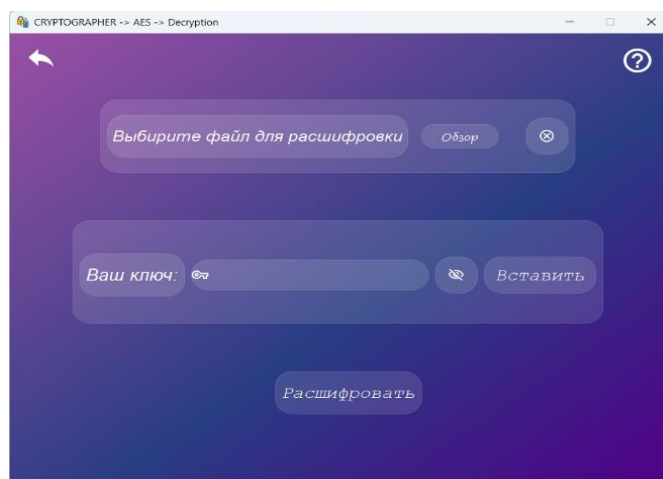 CRYPTOGRAPHER -> AES -> Decryption
Выбирите файл для расшифровки Обзор
Ваш ключ: Вставить
Расшифровать